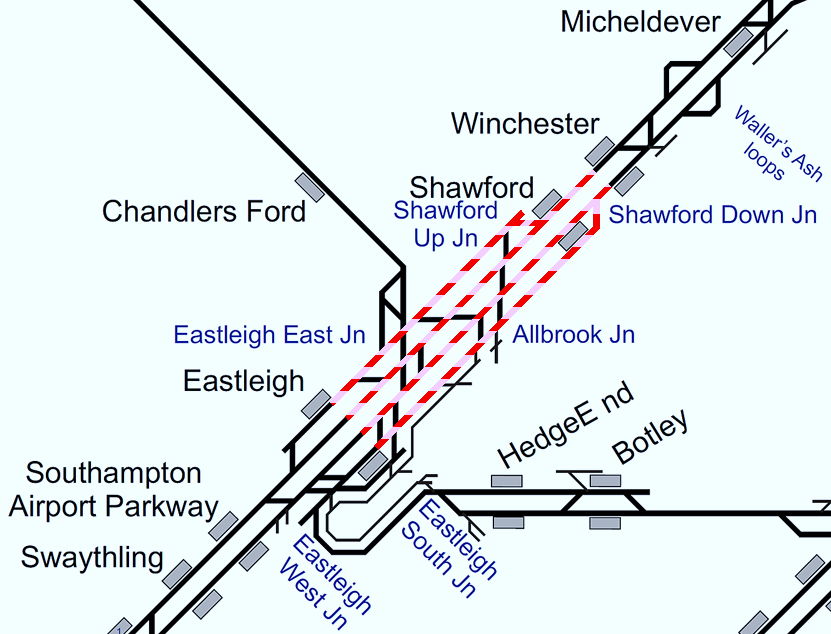 Micheldever
Waller's Ash
loops
Winchester
Shawford
Shawford
Up Jn
Shawford Down Jn
Chandlers Ford
Eastleigh East Jn
Allbrook Jn
Eastleigh
HedgeE nd
Botley
Southampton
Airport Parkway
Swaythling
Eastleigh
West Jn
Eastleigh
South Jn